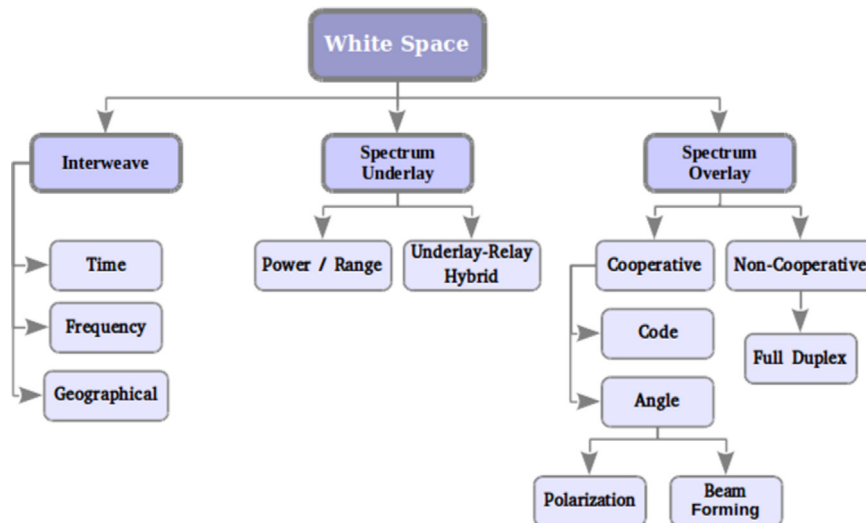 White Space
Interweave
Spectrum
Underlay
Spectrum
Overlay
Time
Frequency
Geographical
Power / Range
Underlay-Relay
Hybrid
Cooperative
Non-Cooperative
Code
Full Duplex
Angle
Polarization
Beam
Forming